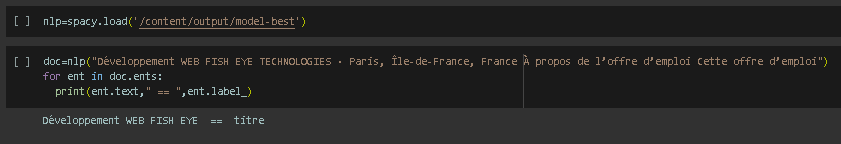 [ ] nlp=spacy.load('/content/output/model-best')
[ ] doc=nlp("Développement WEB FISH EYE TECHNOLOGIES · Paris, Île-de-France, France À propos de l’offre d’emploi Cette offre d’emploi")
for ent in doc.ents:
print(ent.text," == ",ent.label_)
Développement WEB FISH EYE == titre